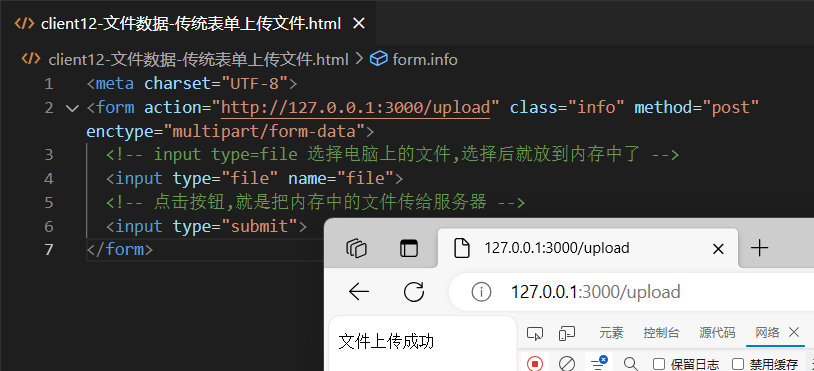 client12-文件数据-传统表单上传文件.html
client12-文件数据-传统表单上传文件.html > form.info
1 <meta charset="UTF-8">
2 <form action="http://127.0.0.1:3000/upload" class="info" method="post"
enctype="multipart/form-data">
3 <!-- input type=file 选择电脑上的文件,选择后就放到内存中了 -->
4 <input type="file" name="file">
5 <!-- 点击按钮,就是把内存中的文件传给服务器 -->
6 <input type="submit">
7 </form>
127.0.0.1:3000/upload
127.0.0.1:3000/upload
文件上传成功
元素 控制台 源代码 网络
保留日志 禁用缓存